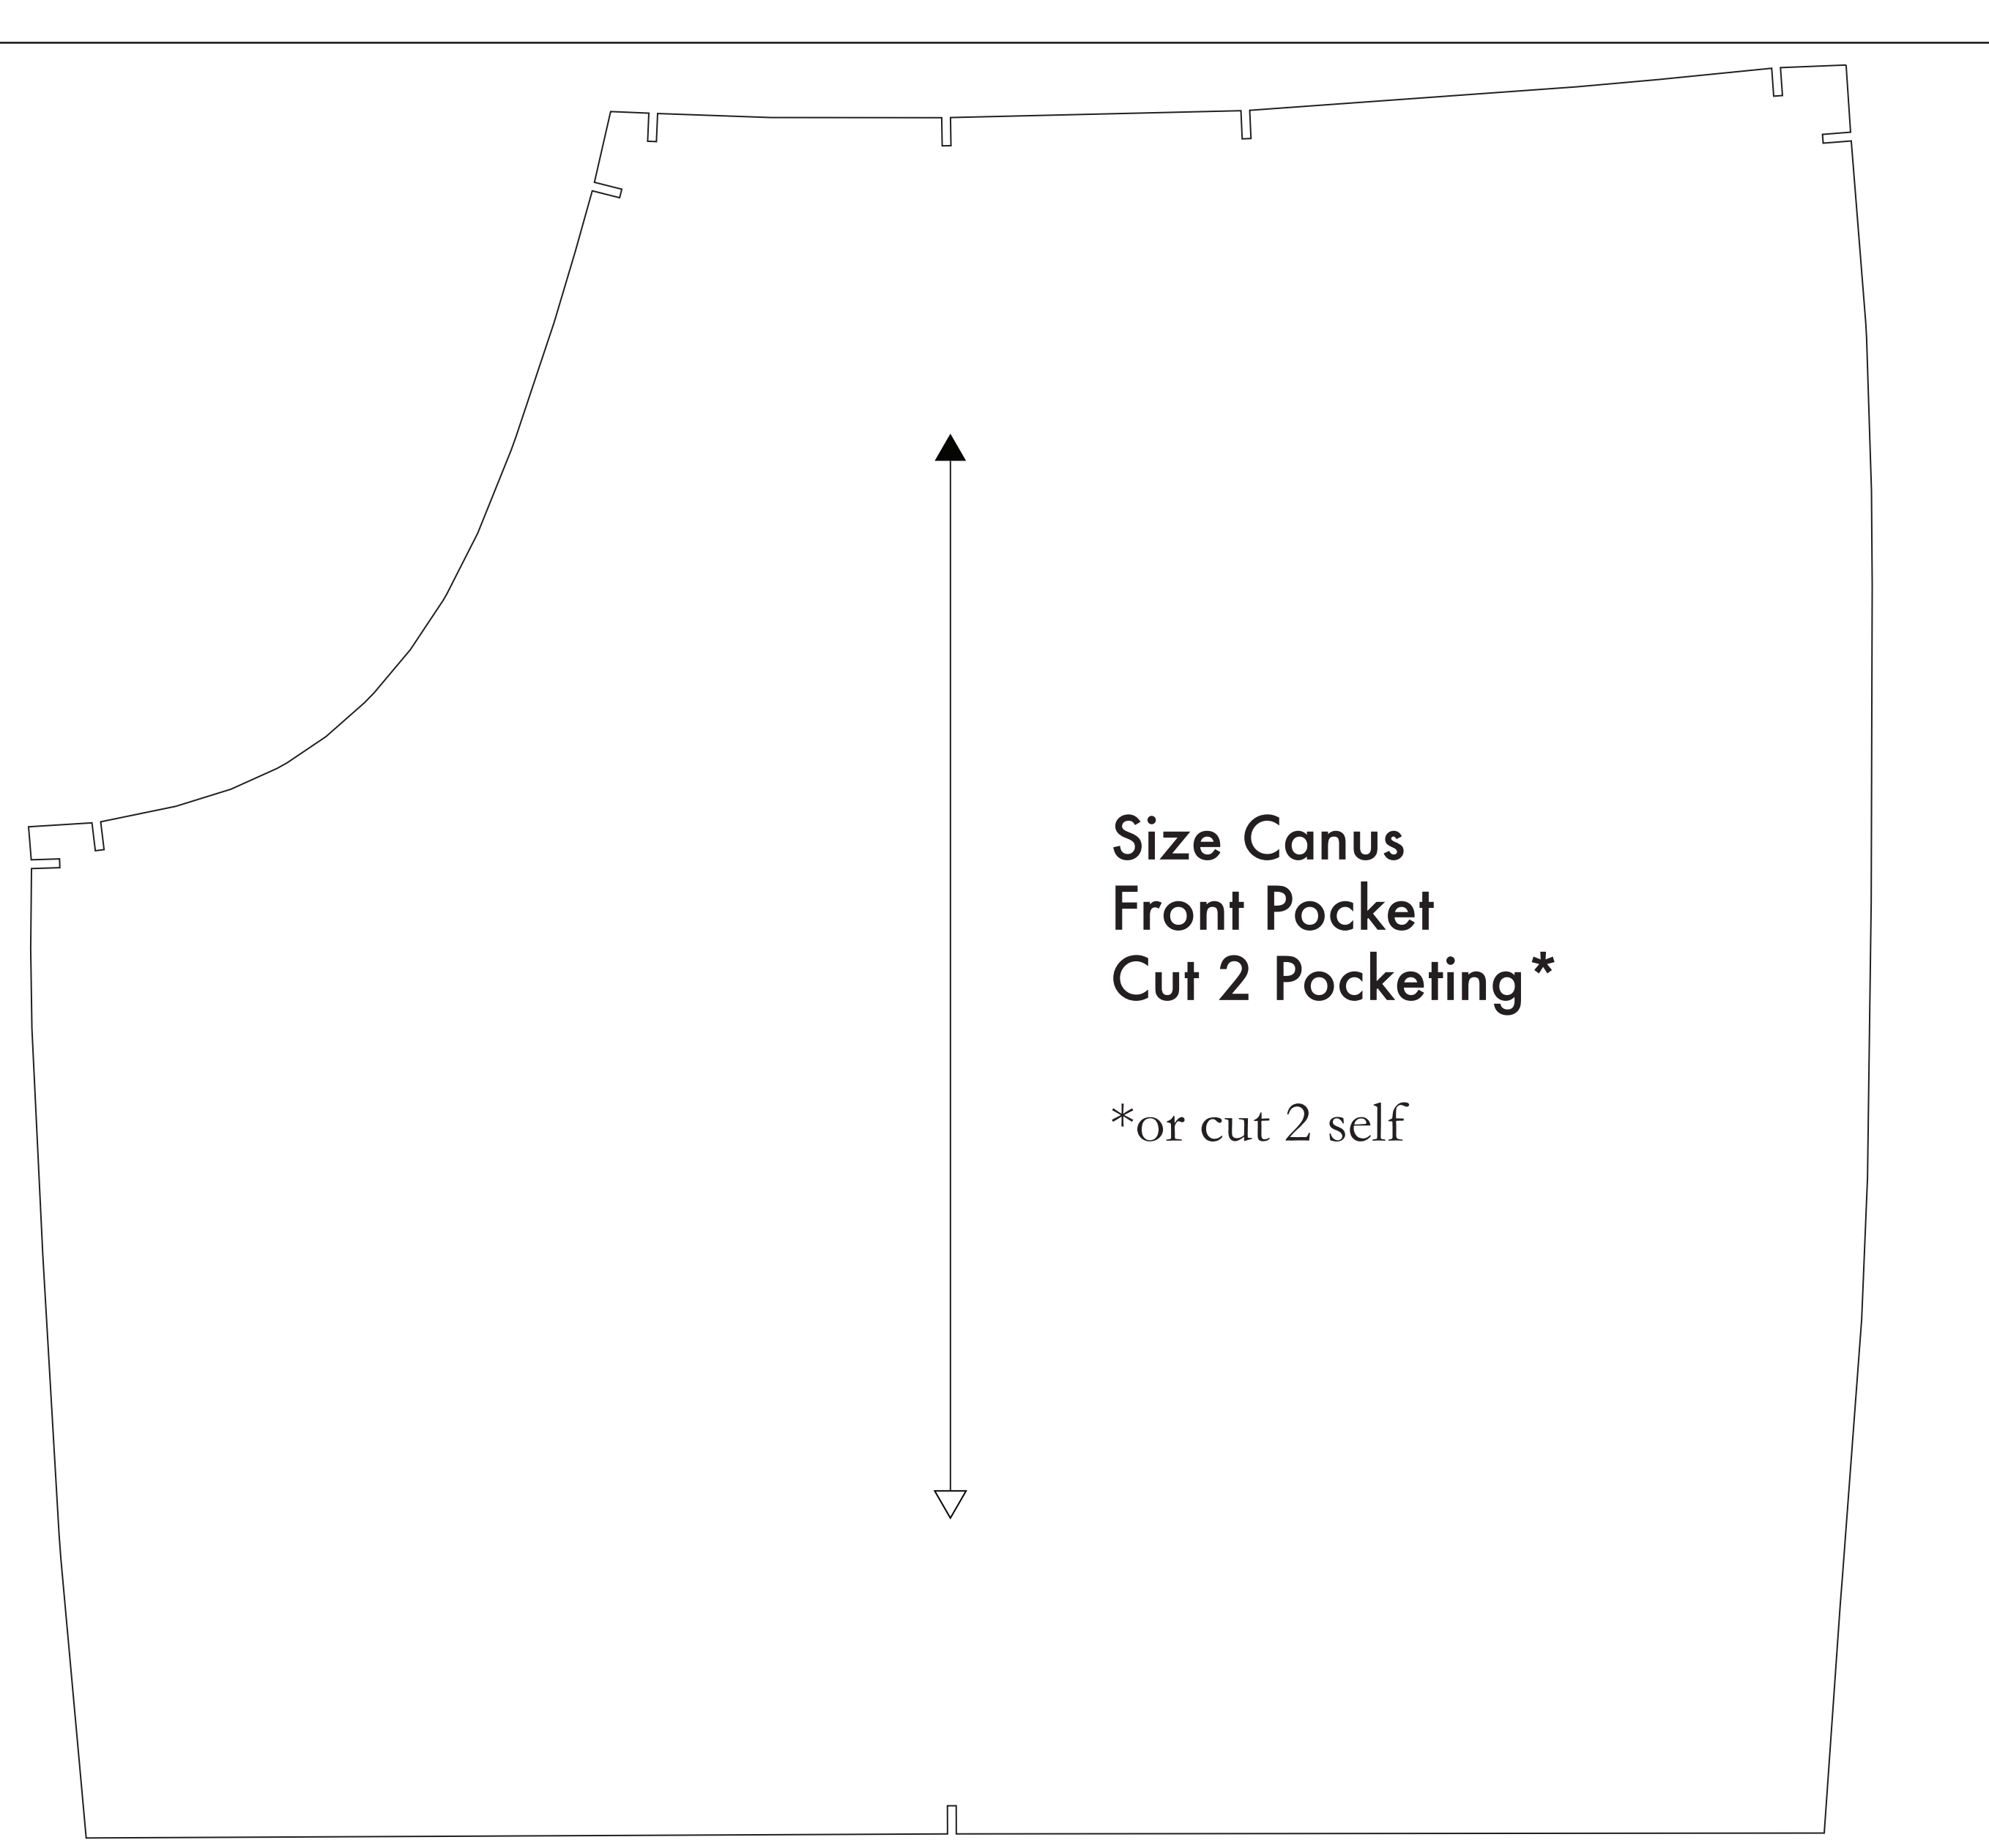 Size Canus
Front Pocket
Cut 2 Pocketing*
*or cut 2 self